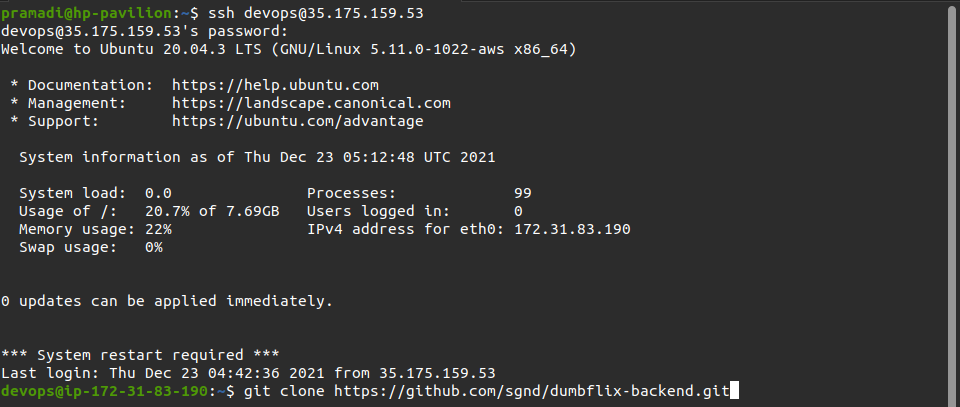 pramadi@hp-pavilion:~$ ssh devops@35.175.159.53
devops@35.175.159.53's password:
Welcome to Ubuntu 20.04.3 LTS (GNU/Linux 5.11.0-1022-aws x86_64)
* Documentation:  https://help.ubuntu.com
* Management:     https://landscape.canonical.com
* Support:        https://ubuntu.com/advantage
System information as of Thu Dec 23 05:12:48 UTC 2021
System load:  0.0               Processes:             99
Usage of /:   20.7% of 7.69GB   Users logged in:       0
Memory usage: 22%               IPv4 address for eth0: 172.31.83.190
Swap usage:   0%
0 updates can be applied immediately.
*** System restart required ***
Last login: Thu Dec 23 04:42:36 2021 from 35.175.159.53
devops@ip-172-31-83-190:~$ git clone https://github.com/sgnd/dumbflix-backend.git